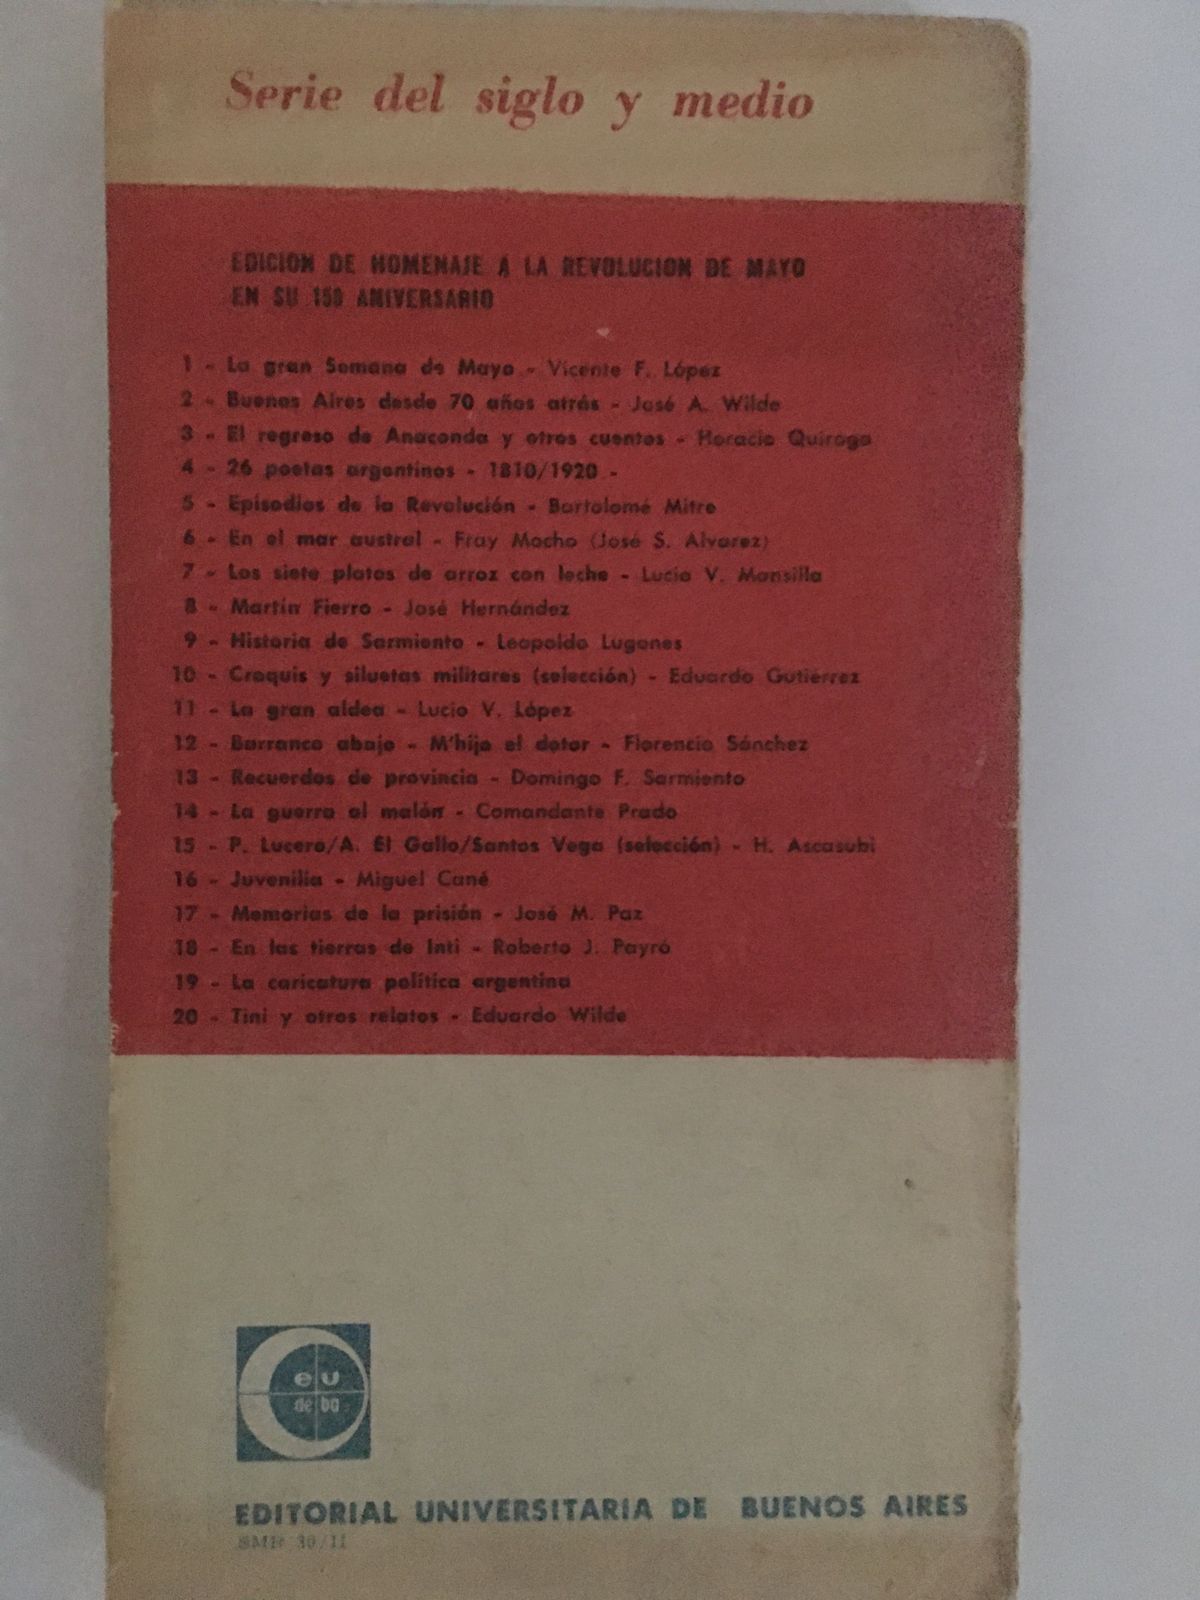 Serie del siglo y medio
EDICION DE HOMENAJE A LA REVOLUCION DE MAYO
EN SU 150 ANIVERSARIO
1 - La gran Semana de Mayo - Vicente F. López
2 - Buenos Aires desde 70 años atrás - José A. Wilde
3 - El regreso de Anaconda y otros cuentos - Horacio Quiroga
4 - 26 poetas argentinos - 1810/1920 -
5 - Episodios de la Revolución - Bartolomé Mitre
6 - En el mar austral - Fray Mocho (José S. Alvarez)
7 - Los siete platos de arroz con leche - Lucio V. Mansilla
8 - Martín Fierro - José Hernández
9 - Historia de Sarmiento - Leopoldo Lugones
10 - Croquis y siluetas militares (selección) - Eduardo Gutiérrez
11 - La gran aldea - Lucio V. López
12 - Barranca abajo - M'hijo el dotor - Florencio Sánchez
13 - Recuerdos de provincia - Domingo F. Sarmiento
14 - La guerra al malón - Comandante Prado
15 - P. Lucero/A. El Gallo/Santos Vega (selección) - H. Ascasubi
16 - Juvenilia - Miguel Cané
17 - Memorias de la prisión - José M. Paz
18 - En las tierras de Inti - Roberto J. Payró
19 - La caricatura política argentina
20 - Tini y otros relatos - Eduardo Wilde
eu
de ba
EDITORIAL UNIVERSITARIA DE BUENOS AIRES